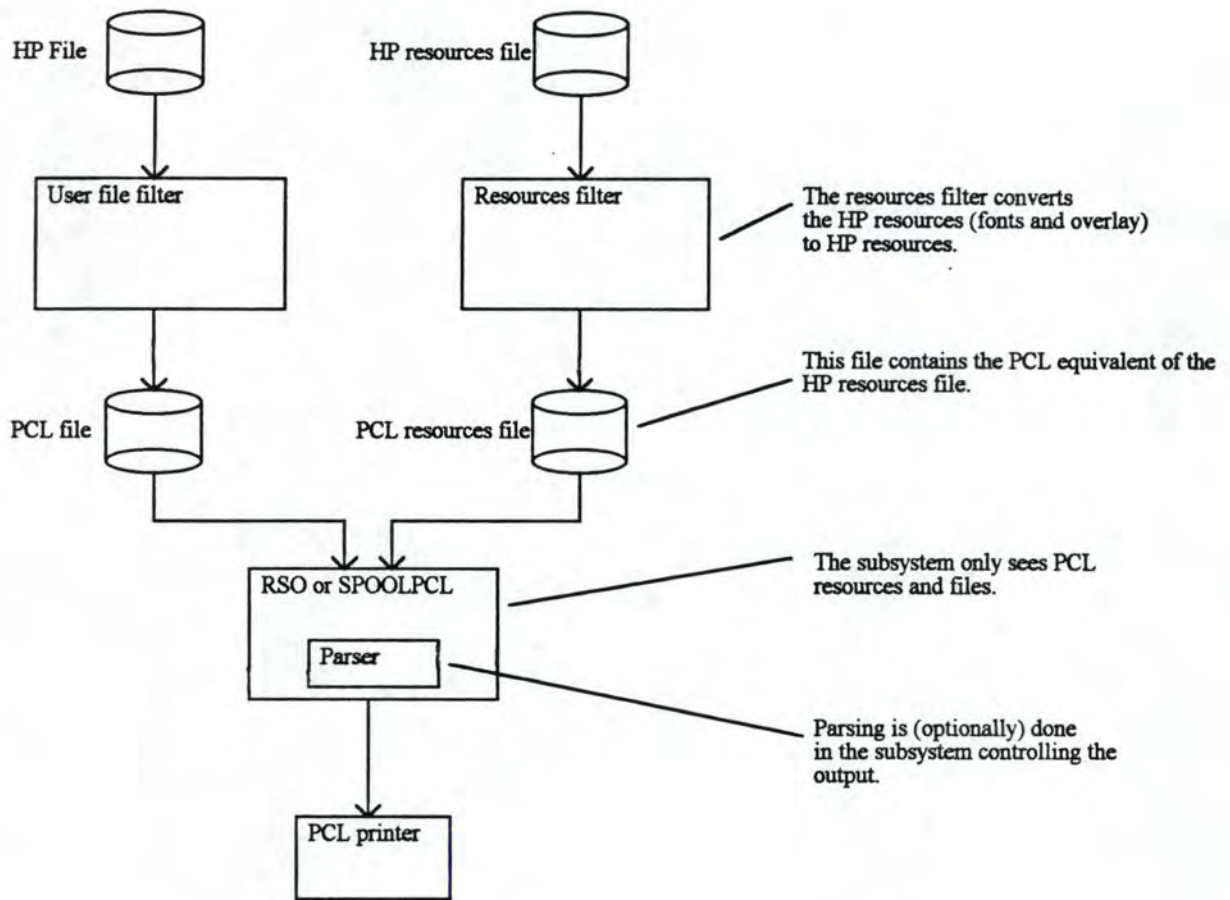 HP File
HP resources file
User file filter
Resources filter
The resources filter converts
the HP resources (fonts and overlay)
to HP resources.
This file contains the PCL equivalent of the
HP resources file.
PCL file
PCL resources file
The subsystem only sees PCL
resources and files.
RSO or SPOOLPCL
Parser
Parsing is (optionally) done
in the subsystem controlling the
output.
PCL printer